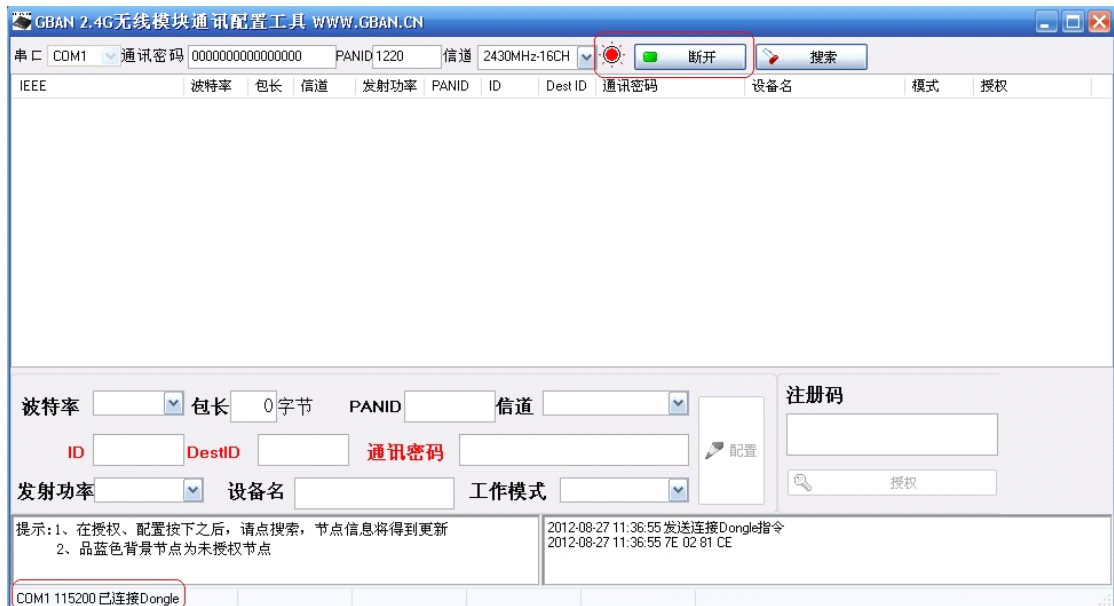 GBAN 2.4G无线模块通讯配置工具 WWW.GBAN.CN
串口 COM1 通讯密码 0000000000000000 PANID 1220 信道 2430MHz-16CH 断开 搜索
IEEE 波特率 包长 信道 发射功率 PANID ID Dest ID 通讯密码 设备名 模式 授权
波特率 包长 0 字节 PANID 信道
注册码
ID DestID 通讯密码 配置
发射功率 设备名 工作模式 授权
提示:1、在授权、配置按下之后，请点搜索，节点信息将得到更新
2、品蓝色背景节点为未授权节点
2012-08-27 11:36:55 发送连接Dongle指令
2012-08-27 11:36:55 7E 02 81 CE
COM1 115200 已连接Dongle